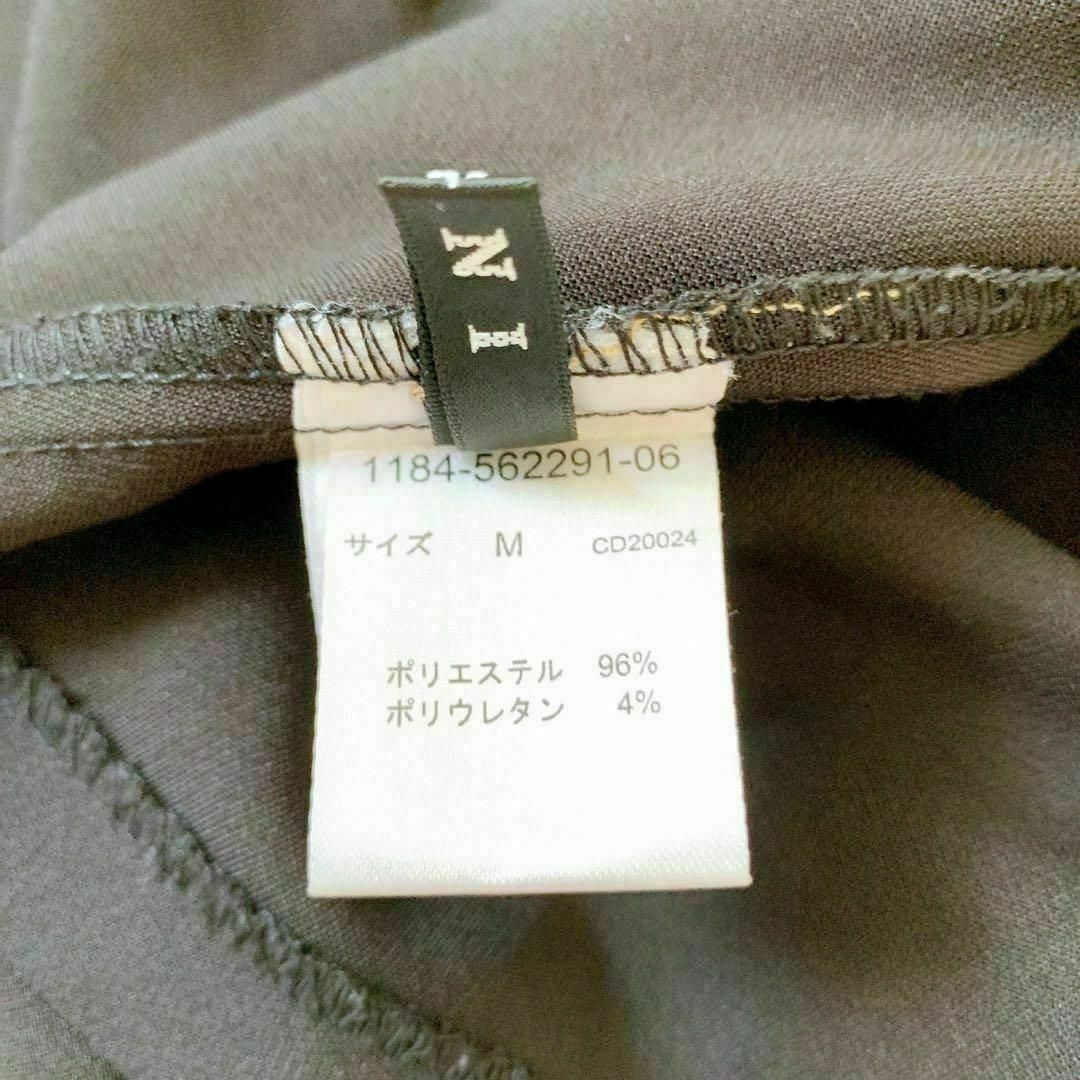 N I
1184-562291-06
サイズ M CD20024
ポリエステル 96%
ポリウレタン 4%